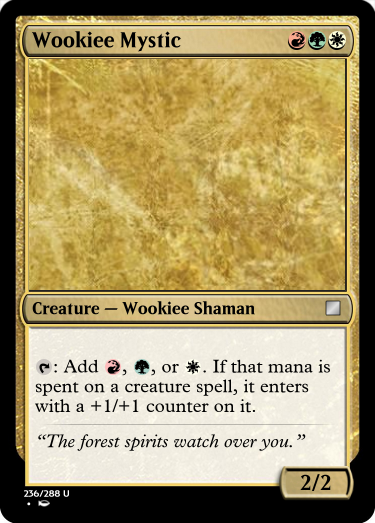 Wookiee Mystic
Creature — Wookiee Shaman
: Add , , or . If that mana is
spent on a creature spell, it enters
with a +1/+1 counter on it.
“The forest spirits watch over you.”
2/2
236/288 U